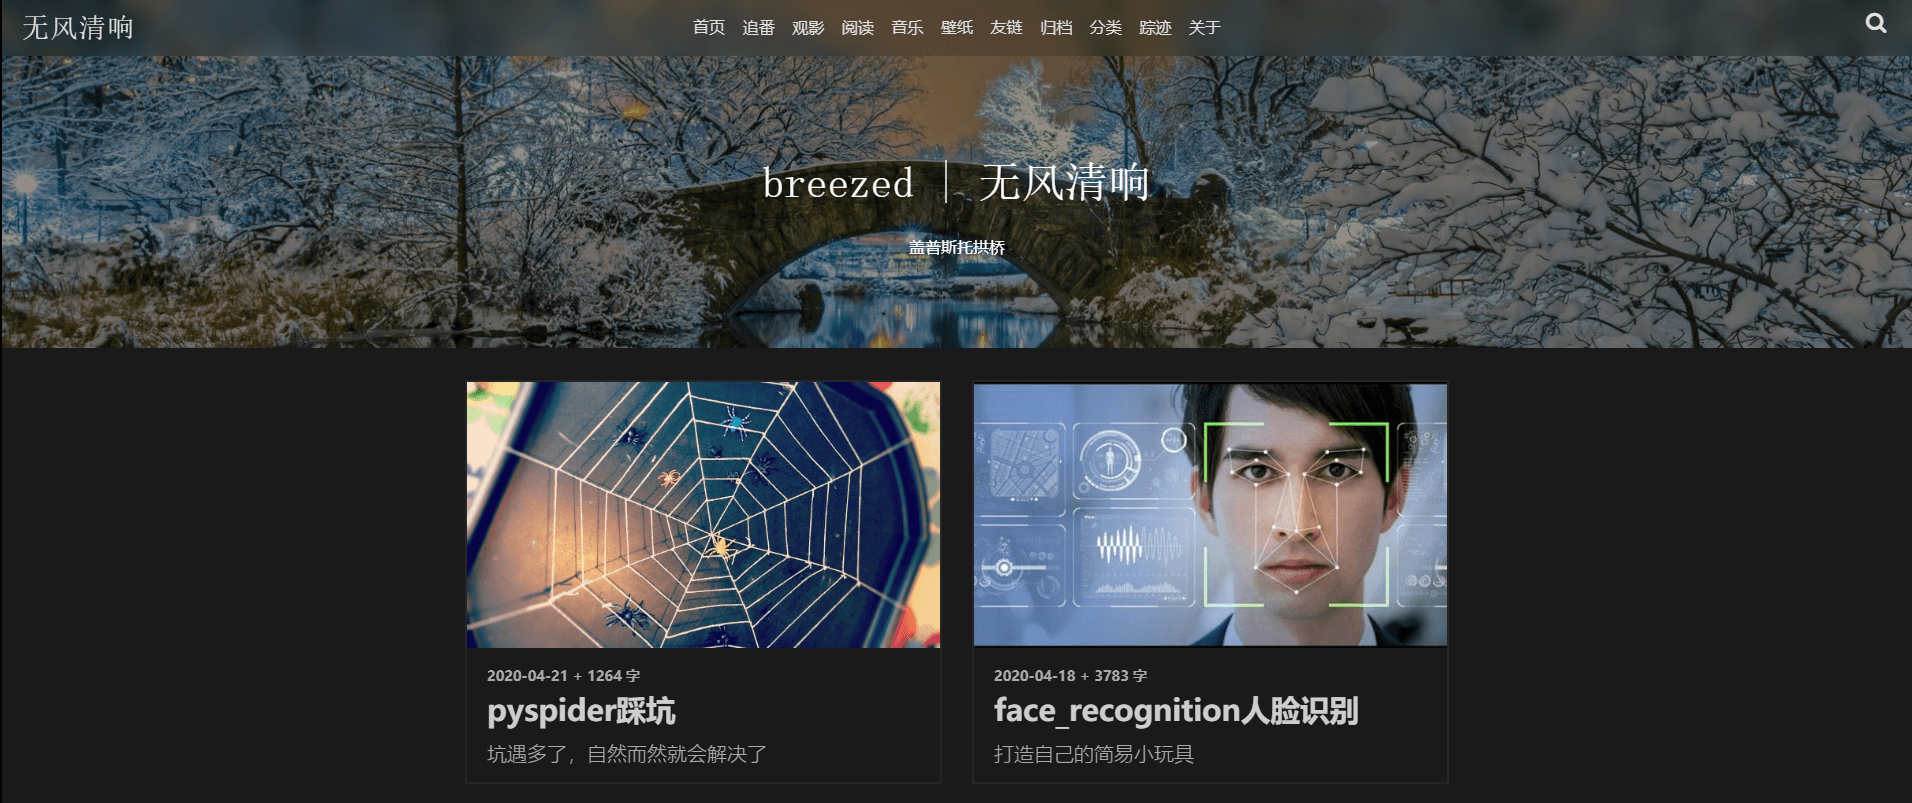 无风清响
首页 追番 观影 阅读 音乐 壁纸 友链 归档 分类 踪迹 关于
breezed | 无风清响
盖普斯托拱桥
2020-04-21 + 1264 字
pyspider踩坑
坑遇多了，自然而然就会解决了
2020-04-18 + 3783 字
face_recognition人脸识别
打造自己的简易小玩具